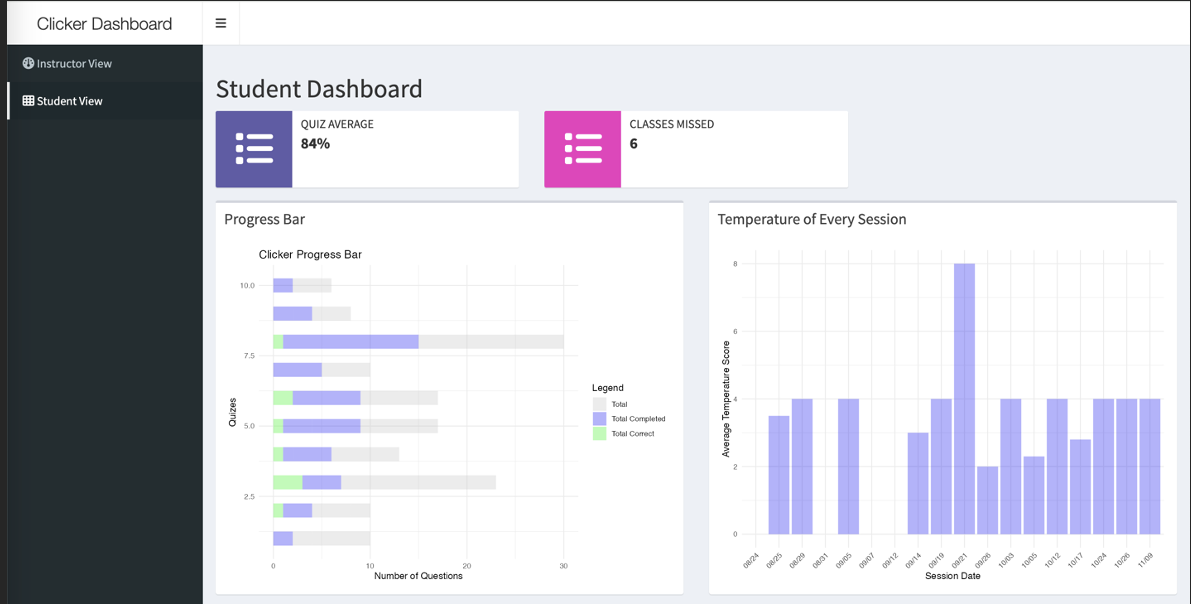 Clicker Dashboard
Instructor View
Student View
Student Dashboard
QUIZ AVERAGE
84%
CLASSES MISSED
6
Progress Bar
Clicker Progress Bar
10.0
7.5
5.0
2.5
Quizes
0 10 20 30
Number of Questions
Legend
Total
Total Completed
Total Correct
Temperature of Every Session
8
6
4
2
0
Average Temperature Score
08/24 08/25 08/29 08/31 09/05 09/07 09/12 09/14 09/19 09/21 09/26 10/03 10/05 10/12 10/17 10/24 10/26 11/09
Session Date